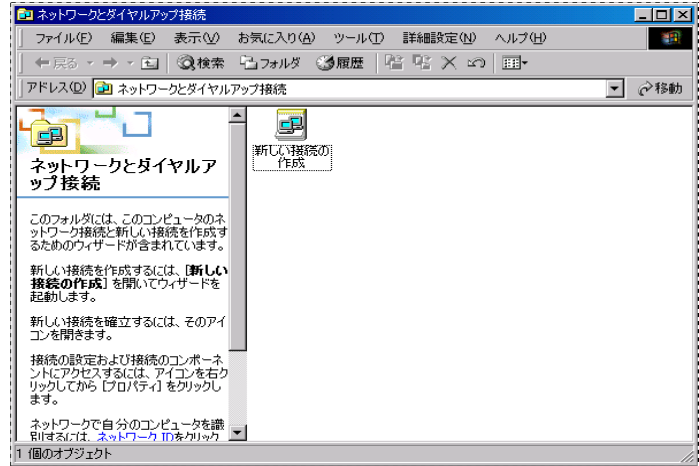 ネットワークとダイヤルアップ接続
ファイル(F) 編集(E) 表示(V) お気に入り(A) ツール(T) 詳細設定(N) ヘルプ(H)
戻る 検索 フォルダ 履歴
アドレス(D) ネットワークとダイヤルアップ接続 移動
ネットワークとダイヤルア
ップ接続
このフォルダには、このコンピュータのネ
ットワーク接続と新しい接続を作成す
るためのウィザードが含まれています。
新しい接続を作成するには、[新しい
接続の作成] を開いてウィザードを
起動します。
新しい接続を確立するには、そのアイ
コンを開きます。
接続の設定および接続のコンポーネ
ントにアクセスするには、アイコンを右ク
リックしてから [プロパティ] をクリックし
ます。
ネットワークで自分のコンピュータを識
別するには、ネットワーク IDをクリック
新しい接続の
作成
1 個のオブジェクト